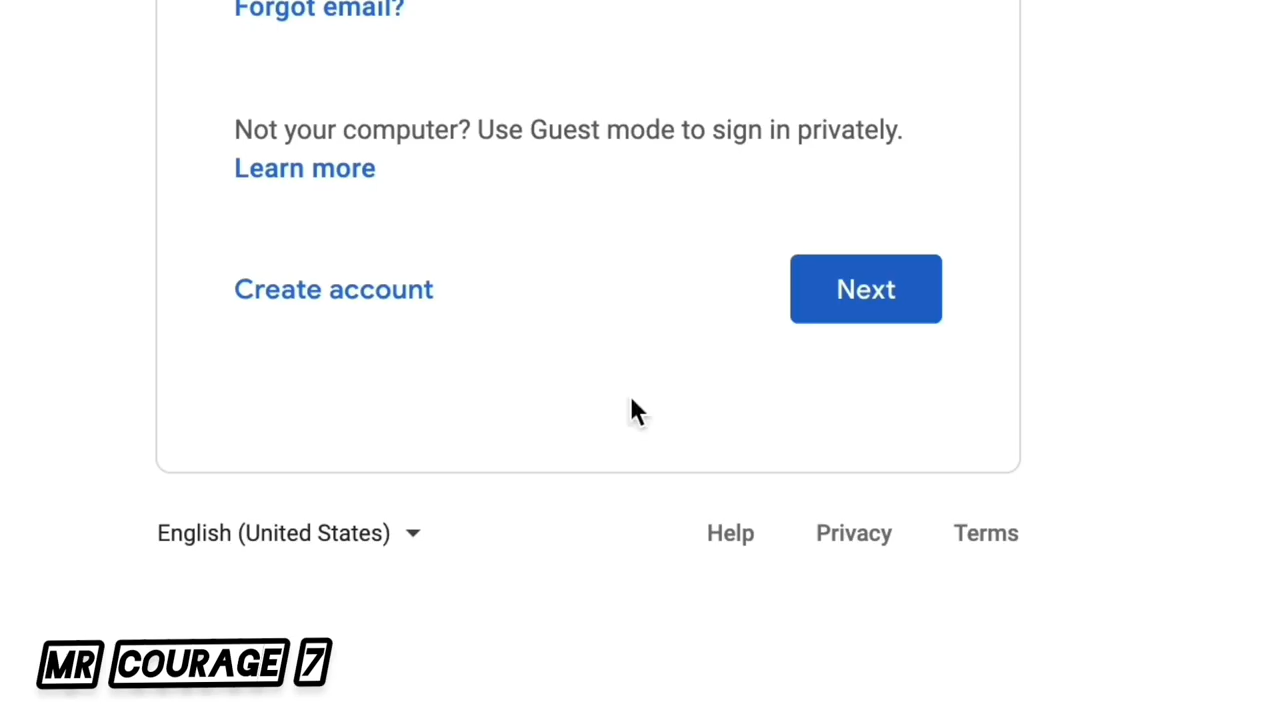 Forgot email?
Not your computer? Use Guest mode to sign in privately.
Learn more
Create account
Next
English (United States)
Help
Privacy
Terms
MR COURAGE 7